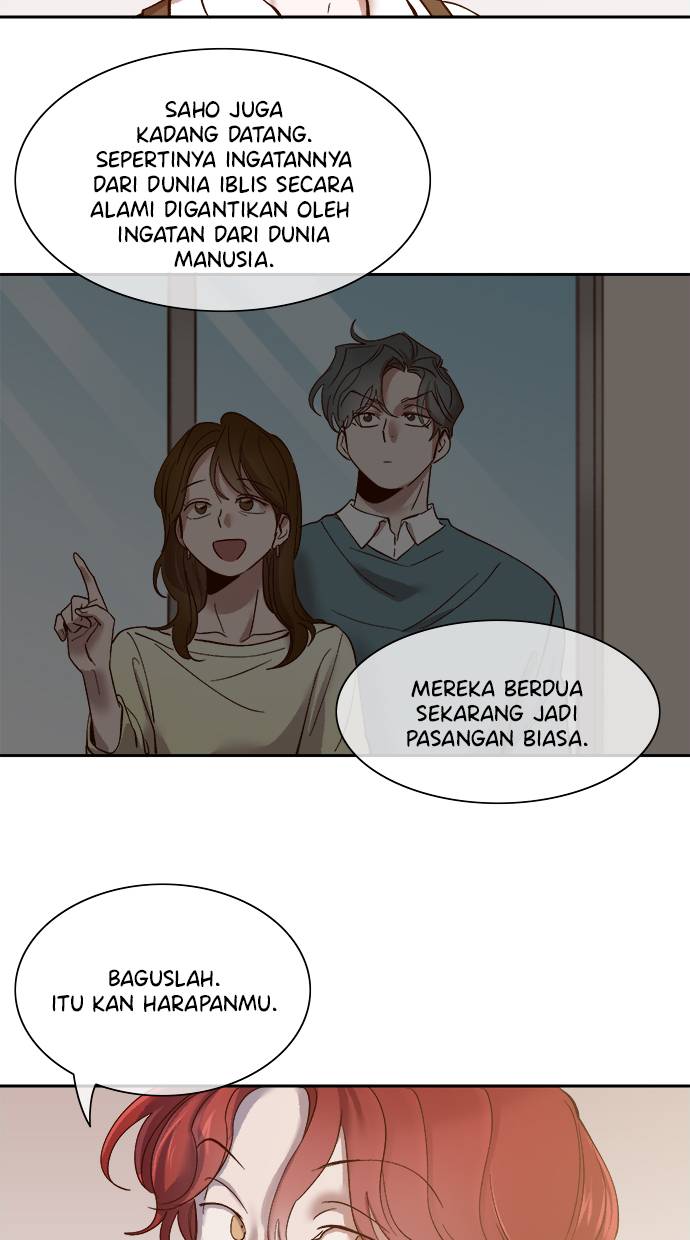 SAHO JUGA
KADANG DATANG.
SEPERTINYA INGATANNYA
DARI DUNIA IBLIS SECARA
ALAMI DIGANTIKAN OLEH
INGATAN DARI DUNIA
MANUSIA.
MEREKA BERDUA
SEKARANG JADI
PASANGAN BIASA.
BAGUSLAH.
ITU KAN HARAPANMU.